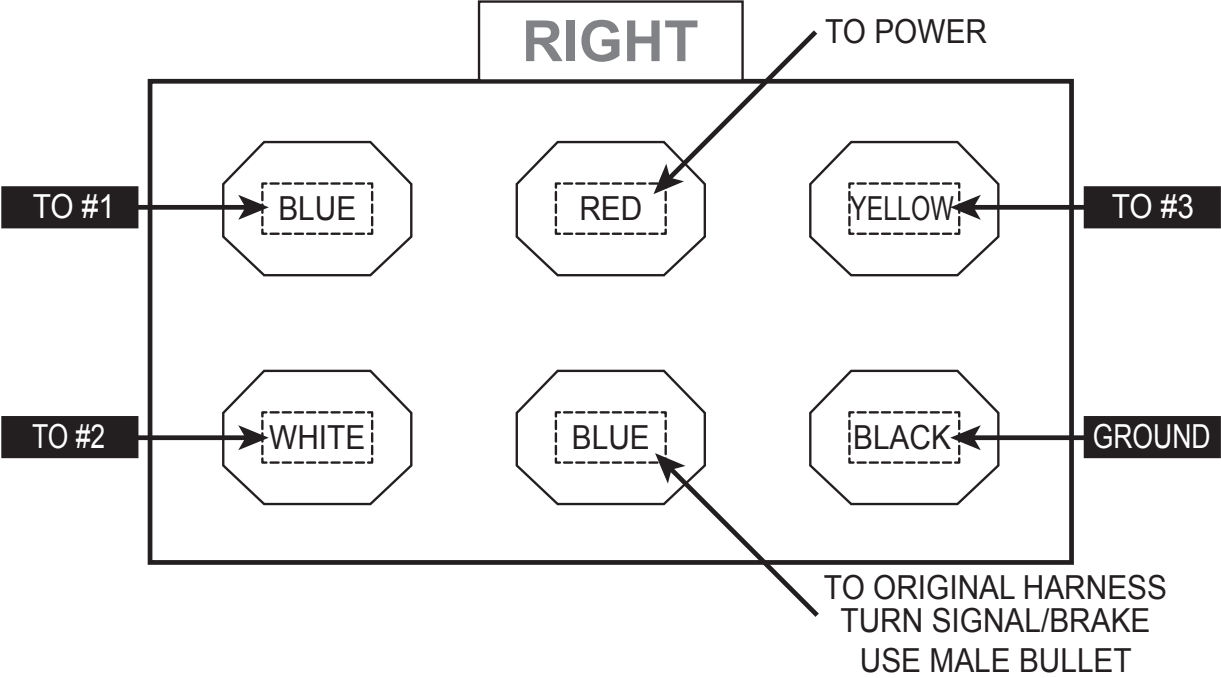 RIGHT
TO POWER
TO #1
BLUE
RED
YELLOW
TO #3
TO #2
WHITE
BLUE
BLACK
GROUND
TO ORIGINAL HARNESS
TURN SIGNAL/BRAKE
USE MALE BULLET